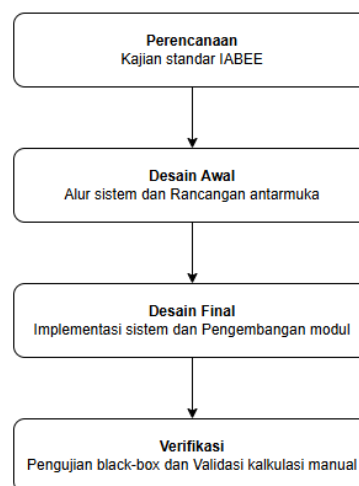 Perencanaan
Kajian standar IABEE
Desain Awal
Alur sistem dan Rancangan antarmuka
Desain Final
Implementasi sistem dan Pengembangan modul
Verifikasi
Pengujian black-box dan Validasi kalkulasi manual